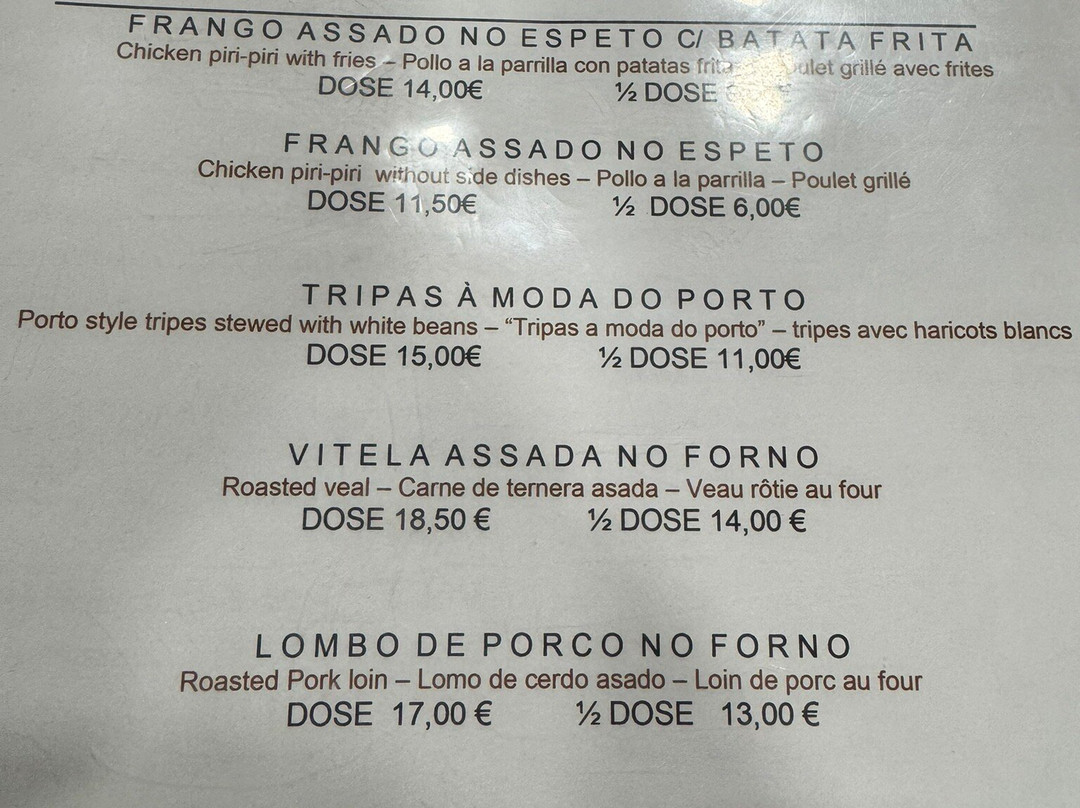 FRANGO ASSADO NO ESPETO C/ BATATA FRITA
Chicken piri-piri with fries – Pollo a la parrilla con patatas grillé avec frites
DOSE 14,00€ ½ DOSE
FRANGO ASSADO NO ESPETO
Chicken piri-piri without side dishes – Pollo a la parrilla – Poulet grillé
DOSE 11,50€ ½ DOSE 6,00€
TRIPAS À MODA DO PORTO
Porto style tripes stewed with white beans – “Tripas a moda do porto” – tripes avec haricots blancs
DOSE 15,00€ ½ DOSE 11,00€
VITELA ASSADA NO FORNO
Roasted veal – Carne de ternera asada – Veau rôtie au four
DOSE 18,50 € ½ DOSE 14,00 €
LOMBO DE PORCO NO FORNO
Roasted Pork loin – Lomo de cerdo asado – Loin de porc au four
DOSE 17,00 € ½ DOSE 13,00 €